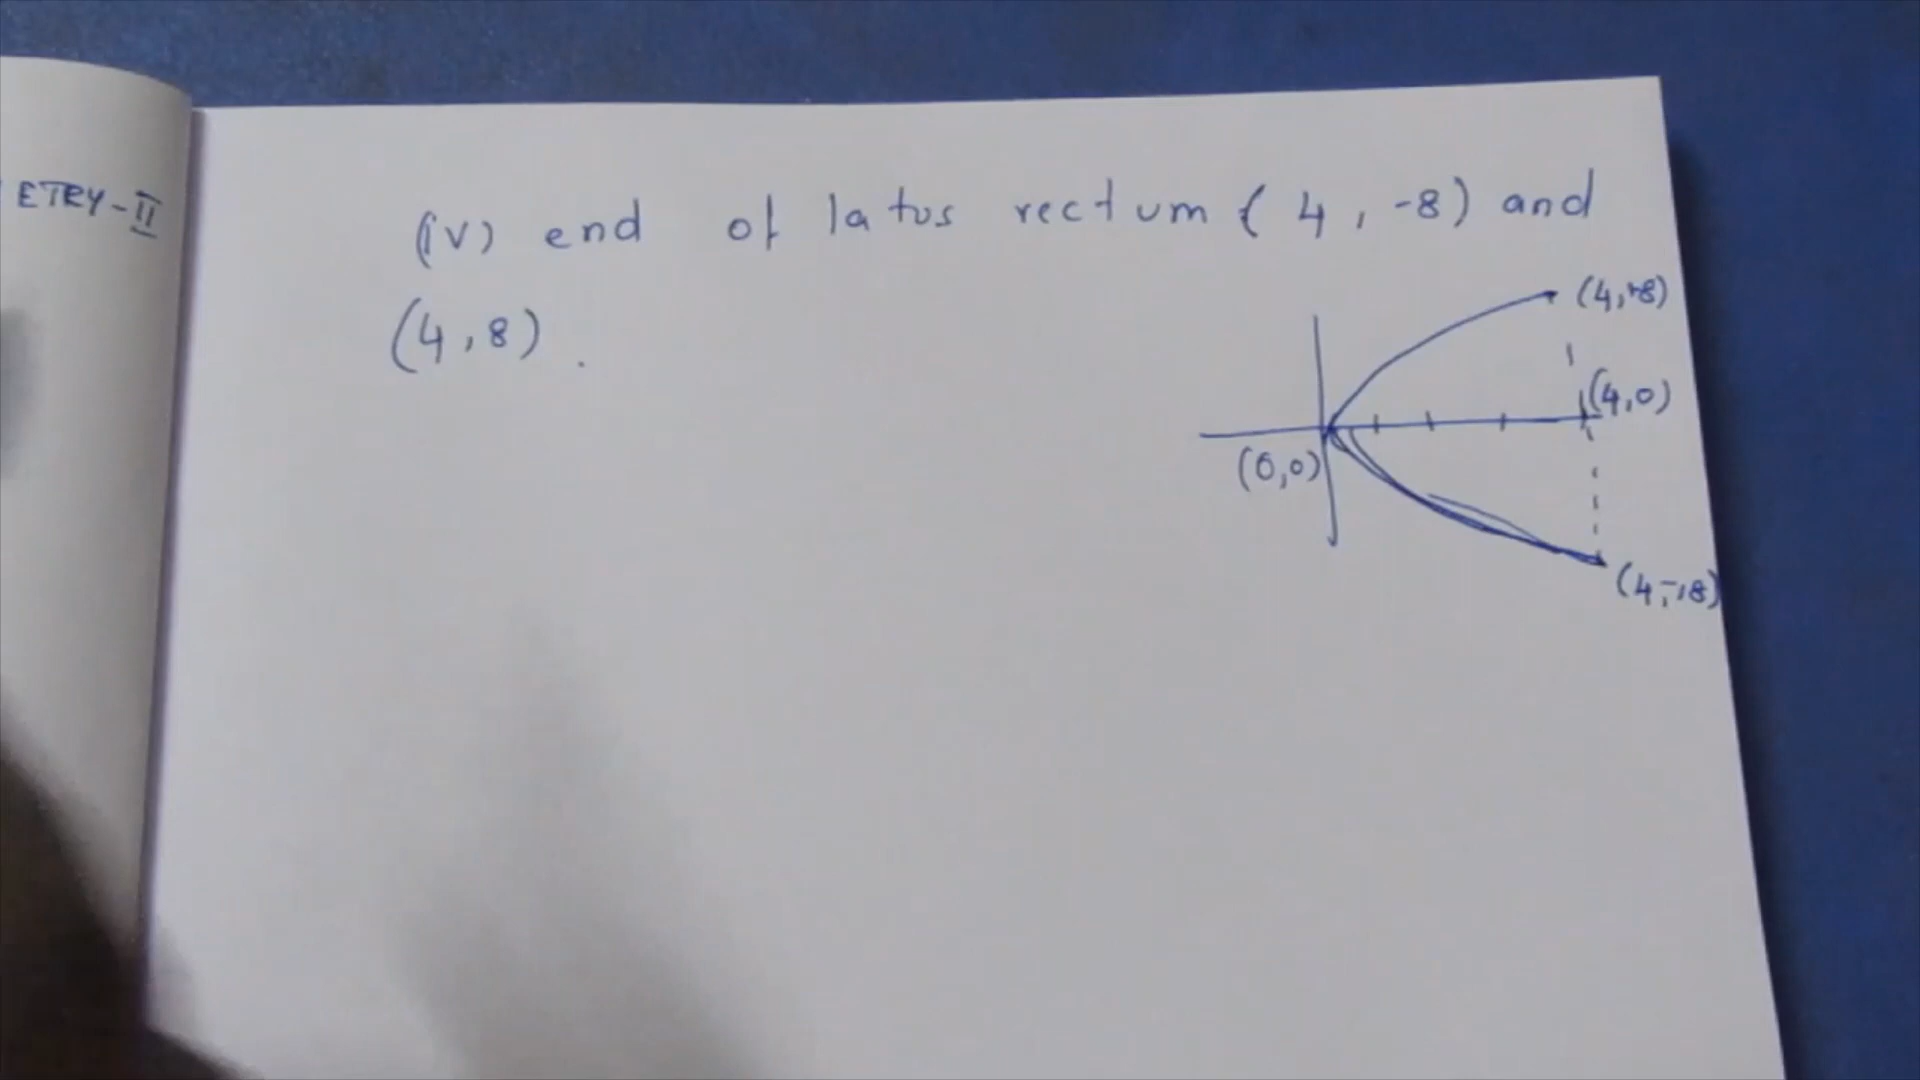 ETRY-II
(iv) end of latus rectum (4, -8) and
(4,8).
(4,+8)
(4,0)
(0,0)
(4,-8)